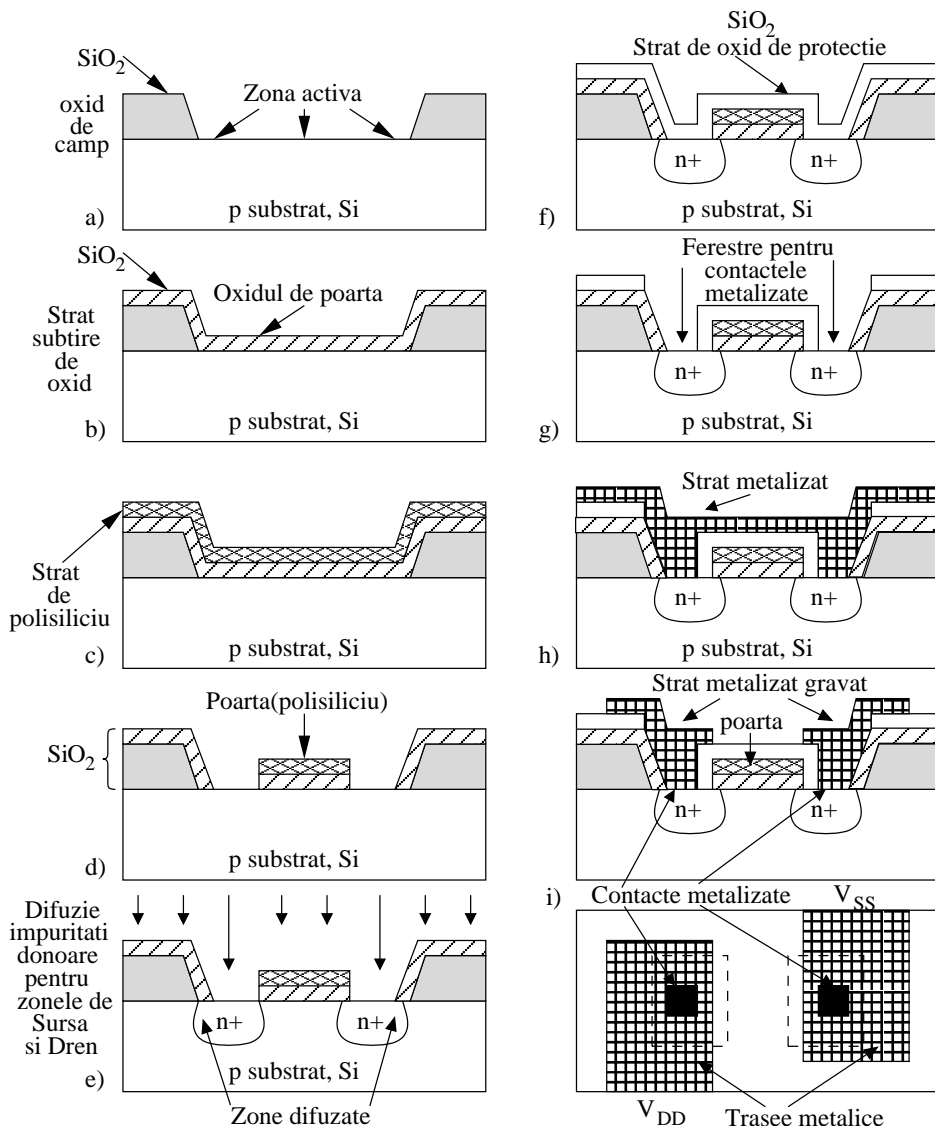 SiO2
oxid
de
camp
Zona activa
p substrat, Si
a)
SiO2
Oxidul de poarta
Strat
subtire
de
oxid
p substrat, Si
b)
Strat
de
polisiliciu
p substrat, Si
c)
Poarta(polisiliciu)
SiO2
p substrat, Si
d)
Difuzie
impuritati
donoare
pentru
zonele de
Sursa
si Dren
n+ n+
p substrat, Si
e)
Zone difuzate
SiO2
Strat de oxid de protectie
n+ n+
p substrat, Si
f)
Ferestre pentru
contactele
metalizate
n+ n+
p substrat, Si
g)
Strat metalizat
n+ n+
p substrat, Si
h)
Strat metalizat gravat
poarta
n+ n+
i)
Contacte metalizate
VSS
VDD
Trasee metalice